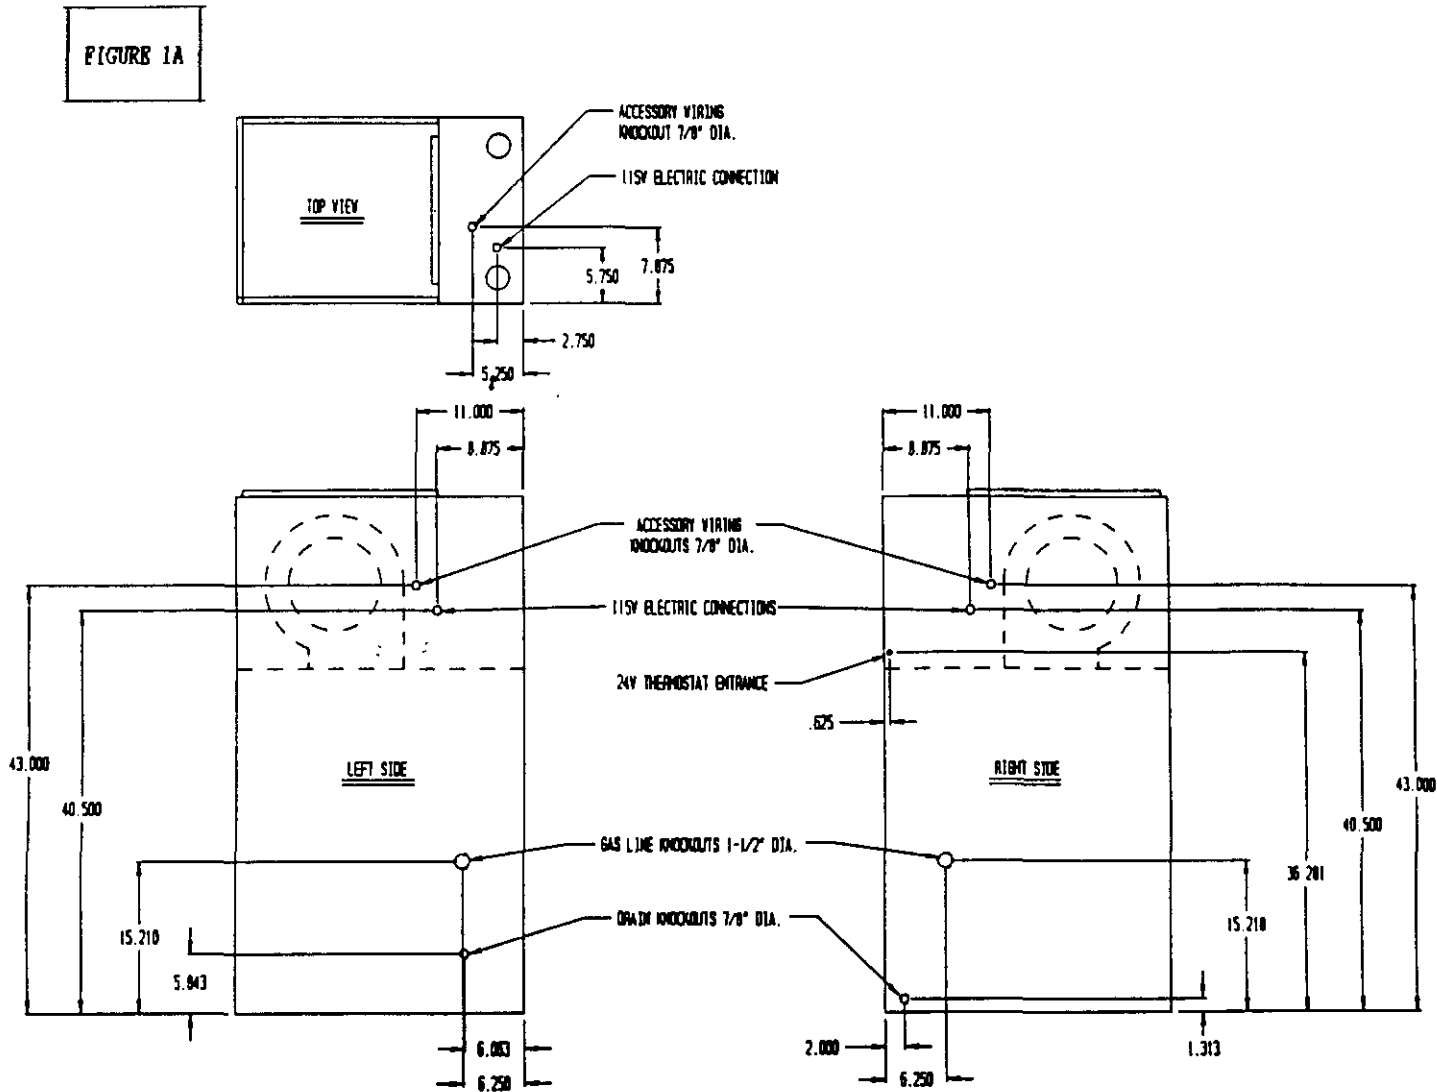 FIGURE 1A
ACCESSORY WIRING
KNOCKOUT 7/8" DIA.
115V ELECTRIC CONNECTION
TOP VIEW
7.875
5.750
2.750
5.250
11.000
8.875
11.000
8.875
ACCESSORY WIRING
KNOCKOUTS 7/8" DIA.
115V ELECTRIC CONNECTIONS
24V THERMOSTAT ENTRANCE
.625
43.000
40.500
LEFT SIDE
RIGHT SIDE
43.000
40.500
36.281
GAS LINE KNOCKOUTS 1-1/2" DIA.
DRAIN KNOCKOUTS 7/8" DIA.
15.210
5.843
15.210
2.000
1.313
6.083
6.250
6.250